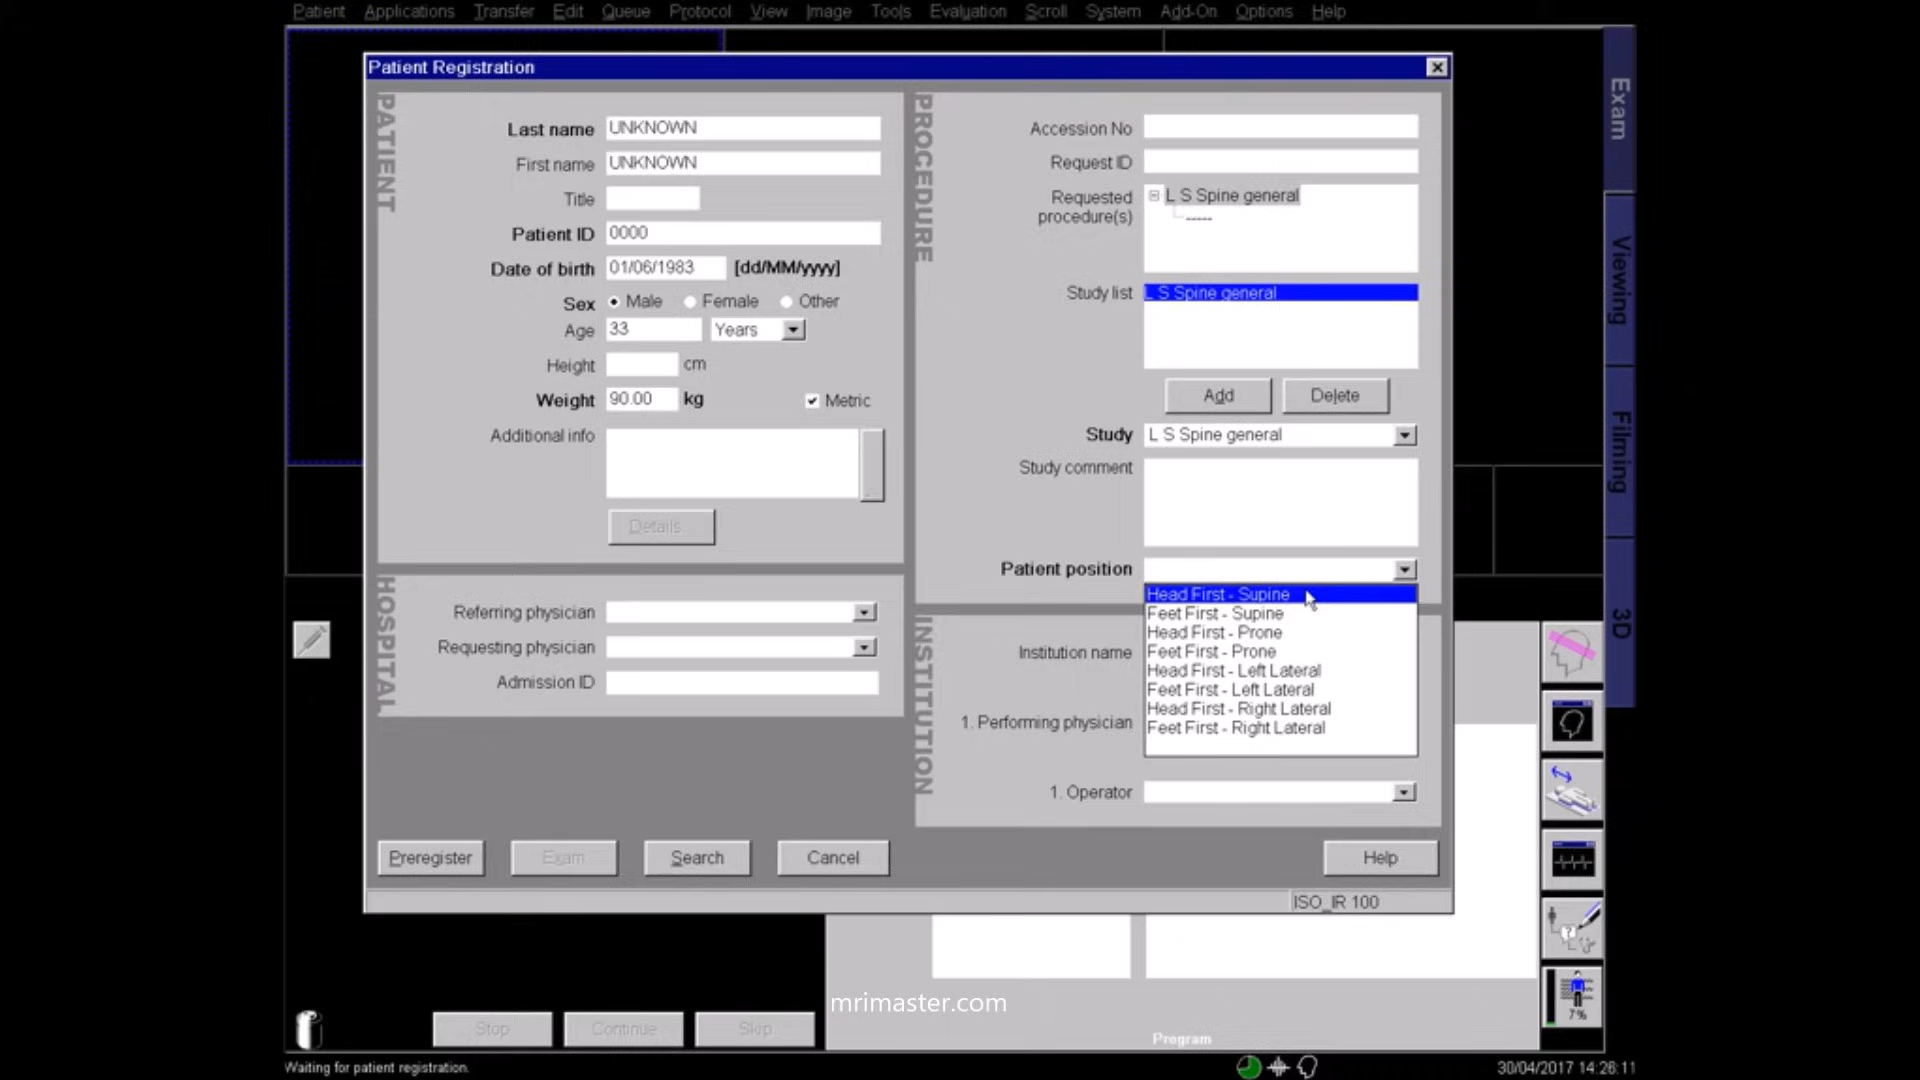 Patient Applications Transfer Edit Queue Protocol View Image Tools Evaluation Scroll System Add-On Options Help
Patient Registration
PATIENT
Last name UNKNOWN
First name UNKNOWN
Title
Patient ID 0000
Date of birth 01/06/1983 [dd/MM/yyyy]
Sex Male Female Other
Age 33 Years
Height cm
Weight 90.00 kg Metric
Additional info
Details...
HOSPITAL
Referring physician
Requesting physician
Admission ID
PROCEDURE
Accession No
Request ID
Requested procedure(s) L S Spine general
-----
Study list L S Spine general
Add Delete
Study L S Spine general
Study comment
Patient position
Head First - Supine
Feet First - Supine
Head First - Prone
Feet First - Prone
Head First - Left Lateral
Feet First - Left Lateral
Head First - Right Lateral
Feet First - Right Lateral
INSTITUTION
Institution name
1. Performing physician
1. Operator
Preregister Exam Search Cancel Help
ISO_IR 100
Exam
Viewing
Filming
3D
7%
mrimaster.com
Stop Continue Skip
Program
Waiting for patient registration.
30/04/2017 14:26:11